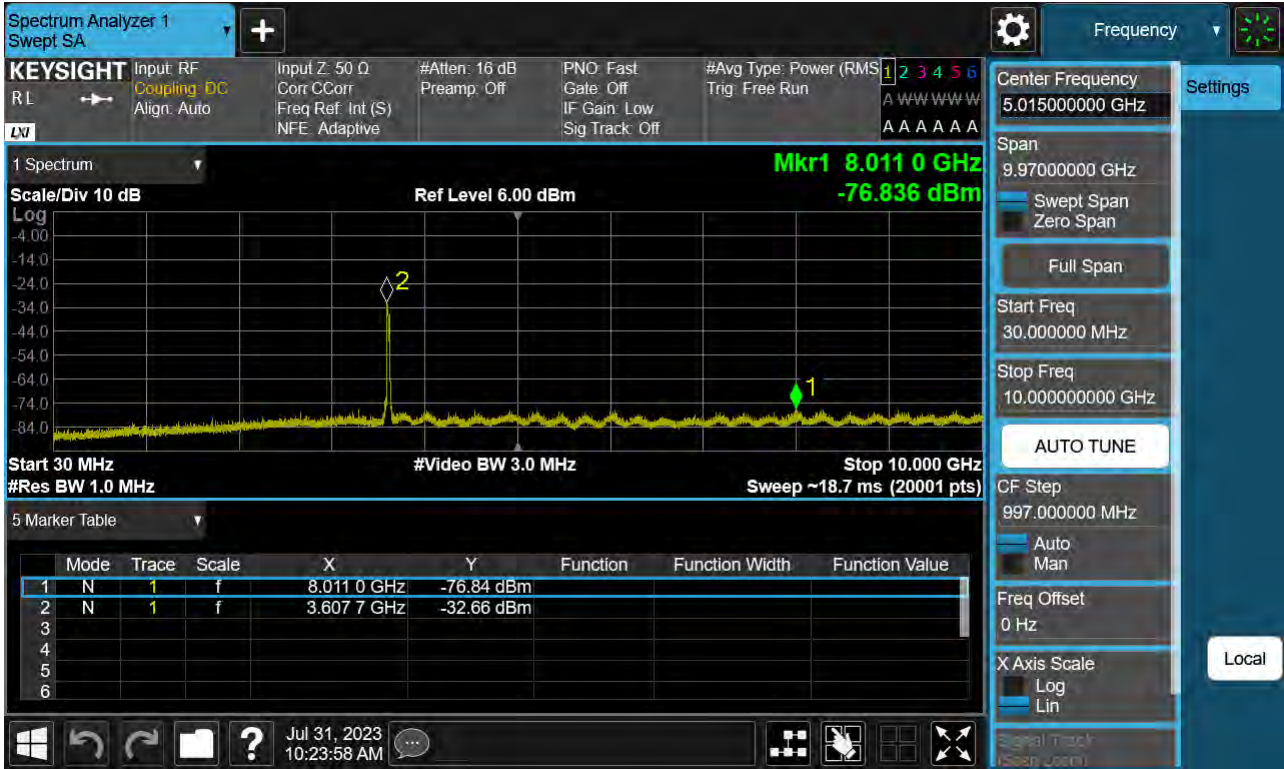 Spectrum Analyzer 1
Swept SA
+
Frequency
KEYSIGHT
RL
LXI
Input: RF
Coupling: DC
Align: Auto
Input Z: 50 Ω
Corr CCorr
Freq Ref: Int (S)
NFE: Adaptive
#Atten: 16 dB
Preamp: Off
PNO: Fast
Gate: Off
IF Gain: Low
Sig Track: Off
#Avg Type: Power (RMS
Trig: Free Run
1 2 3 4 5 6
A W W W W W
A A A A A A
1 Spectrum
Scale/Div 10 dB
Ref Level 6.00 dBm
Mkr1 8.011 0 GHz
-76.836 dBm
Log
-4.00
-14.0
-24.0
-34.0
-44.0
-54.0
-64.0
-74.0
-84.0
2
1
Start 30 MHz
#Video BW 3.0 MHz
Stop 10.000 GHz
#Res BW 1.0 MHz
Sweep ~18.7 ms (20001 pts)
5 Marker Table
Mode Trace Scale X Y Function Function Width Function Value
1 N 1 f 8.011 0 GHz -76.84 dBm
2 N 1 f 3.607 7 GHz -32.66 dBm
3
4
5
6
?
Jul 31, 2023
10:23:58 AM
Center Frequency
5.015000000 GHz
Span
9.97000000 GHz
Swept Span
Zero Span
Full Span
Start Freq
30.000000 MHz
Stop Freq
10.000000000 GHz
AUTO TUNE
CF Step
997.000000 MHz
Auto
Man
Freq Offset
0 Hz
X Axis Scale
Log
Lin
Signal Track
(Span Zoom)
Settings
Local